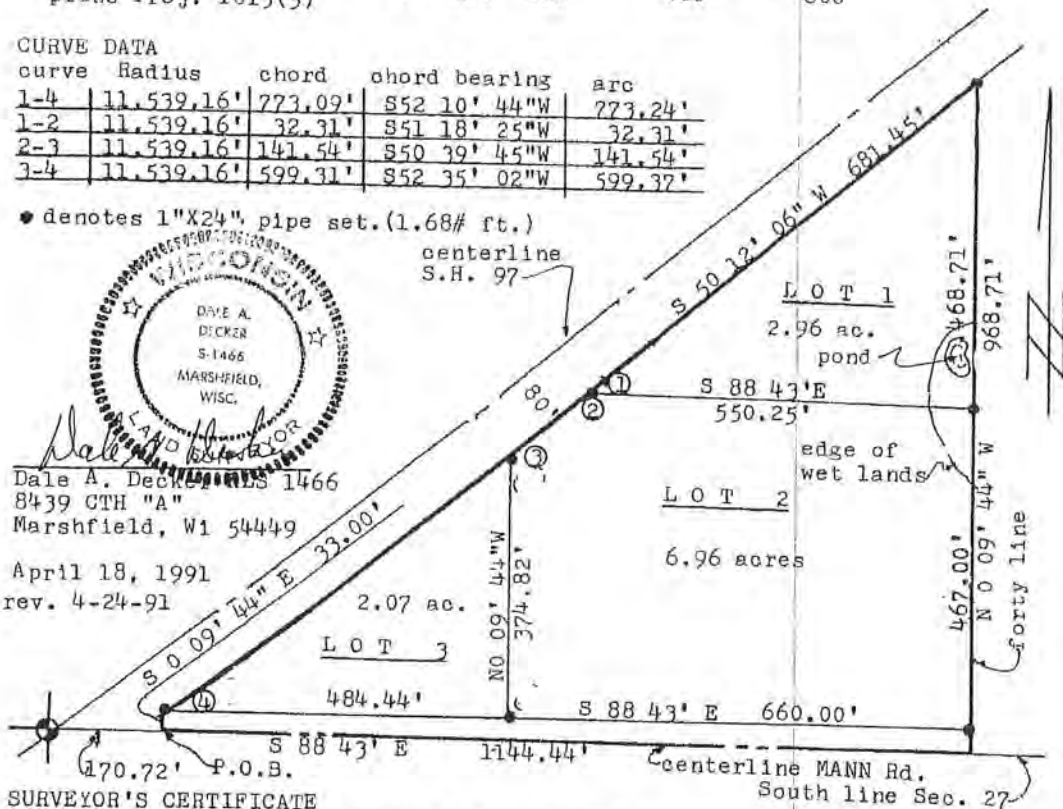 CURVE DATA
curve Radius chord chord bearing arc
1-4 11,539.16' 773.09' S52 10' 44"W 773.24'
1-2 11,539.16' 32.31' S51 18' 25"W 32.31'
2-3 11,539.16' 141.54' S50 39' 45"W 141.54'
3-4 11,539.16' 599.31' S52 35' 02"W 599.37'
• denotes 1"X24" pipe set.(1.68# ft.)
centerline
S.H. 97
S 50 12' 06" W 681.45'
LOT 1
2.96 ac.
pond
468.71'
968.71'
WISCONSIN
DALE A.
DECKER
S-1466
MARSHFIELD,
WISC.
LAND SURVEYOR
80'
1
2
S 88 43'E
550.25'
3
edge of
wet lands
LOT 2
6.96 acres
N 0 09' 44" W
467.00'
forty line
Dale A. Decker 1466
8439 CTH "A"
Marshfield, Wi 54449
April 18, 1991
rev. 4-24-91
S 0 09' 44" E 33.00'
2.07 ac.
LOT 3
N0 09' 44"W
374.82'
4
484.44'
S 88 43' E 660.00'
170.72' P.O.B.
S 88 43' E 1144.44'
centerline MANN Rd.
South line Sec. 27
SURVEYOR'S CERTIFICATE